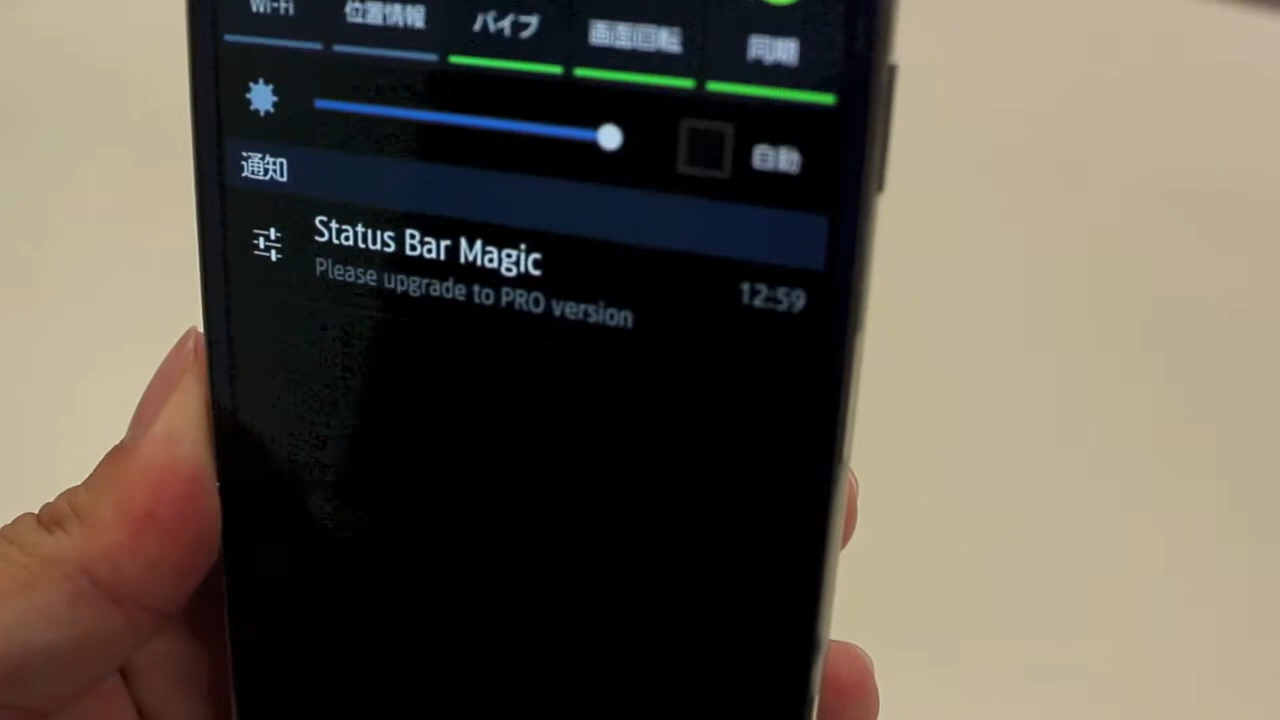 Wi-Fi 位置情報 バイブ 画面回転 同期
自動
通知
Status Bar Magic
Please upgrade to PRO version
12:59